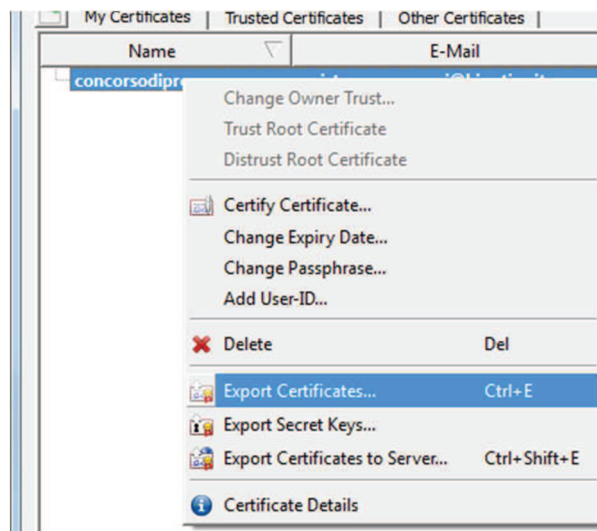 My Certificates | Trusted Certificates | Other Certificates |
Name E-Mail
concorsodipro
Change Owner Trust...
Trust Root Certificate
Distrust Root Certificate
Certify Certificate...
Change Expiry Date...
Change Passphrase...
Add User-ID...
Delete Del
Export Certificates... Ctrl+E
Export Secret Keys...
Export Certificates to Server... Ctrl+Shift+E
Certificate Details